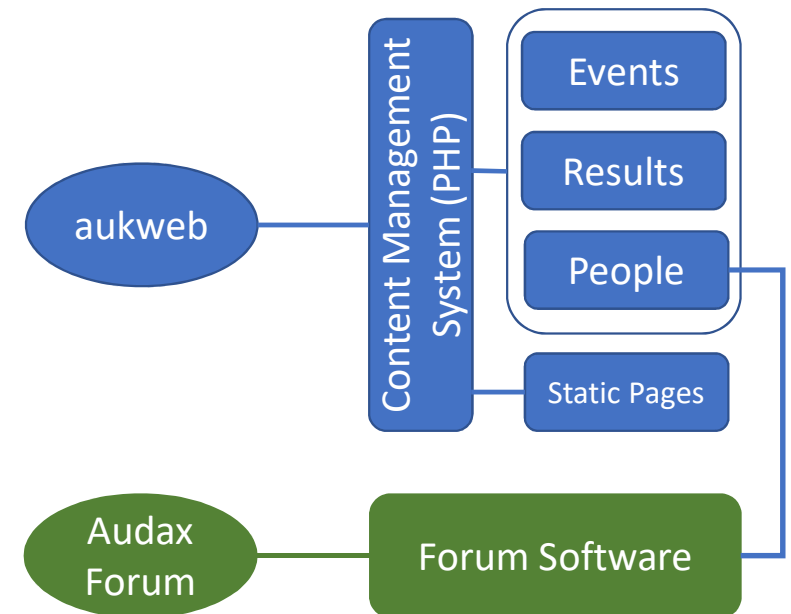 aukweb
Content Management
System (PHP)
Events
Results
People
Static Pages
Audax
Forum
Forum Software